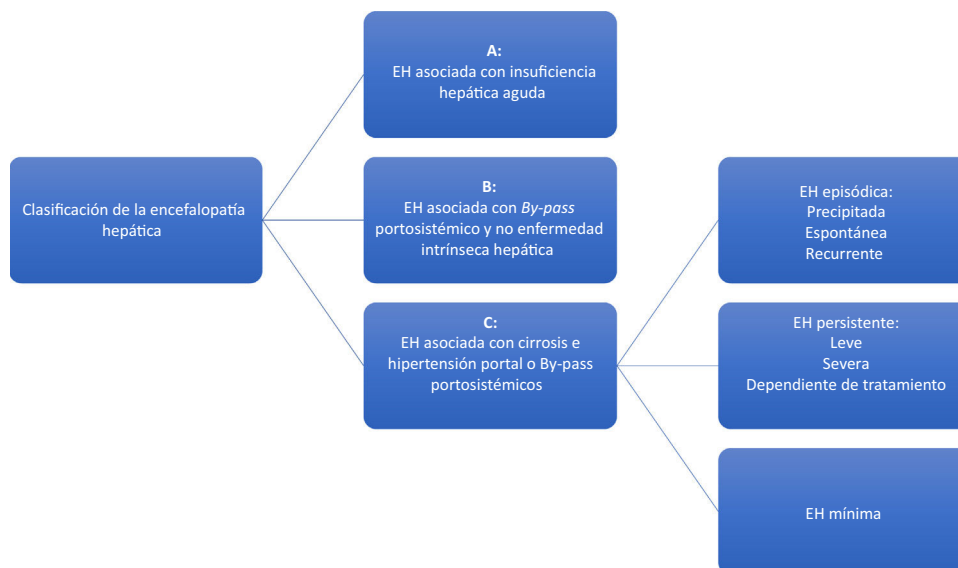 Clasificación de la encefalopatía
hepática
A:
EH asociada con insuficiencia
hepática aguda
B:
EH asociada con By-pass
portosistémico y no enfermedad
intrínseca hepática
C:
EH asociada con cirrosis e
hipertensión portal o By-pass
portosistémicos
EH episódica:
Precipitada
Espontánea
Recurrente
EH persistente:
Leve
Severa
Dependiente de tratamiento
EH mínima